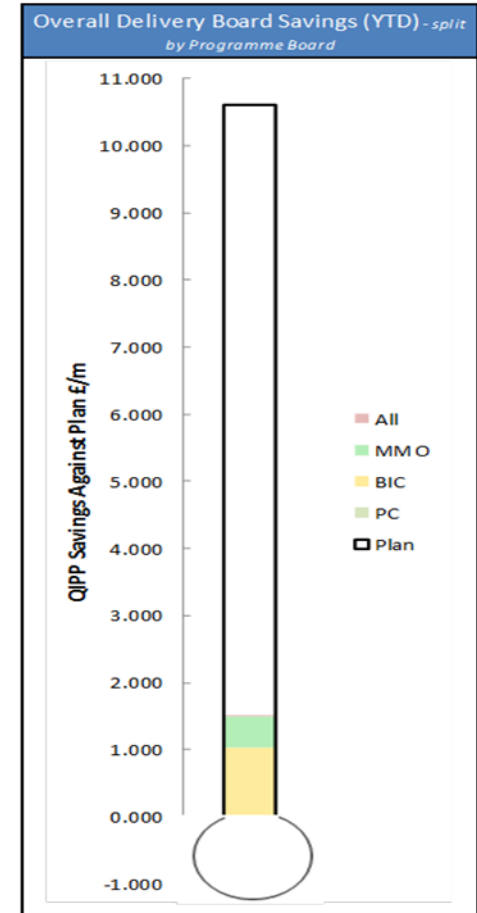 Overall Delivery Board Savings (YTD) - split
by Programme Board
11.000
10.000
9.000
8.000
7.000
6.000
5.000
4.000
3.000
2.000
1.000
0.000
-1.000
QIPP Savings Against Plan £/m
All
MMO
BIC
PC
Plan